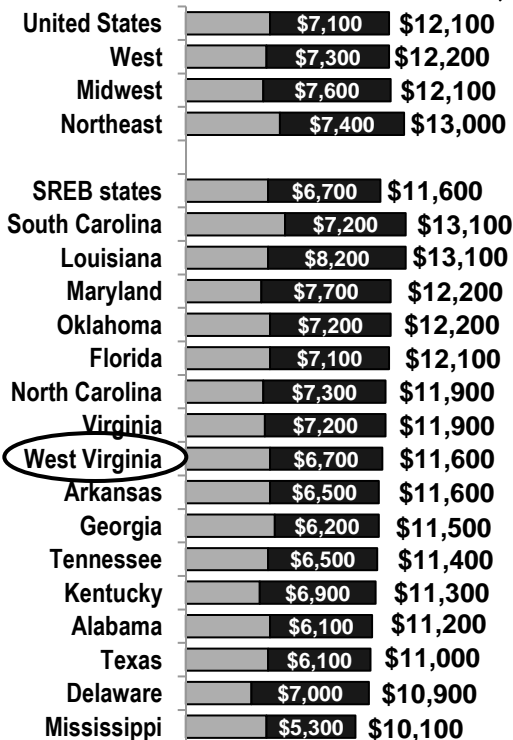 United States $7,100 $12,100
West $7,300 $12,200
Midwest $7,600 $12,100
Northeast $7,400 $13,000
SREB states $6,700 $11,600
South Carolina $7,200 $13,100
Louisiana $8,200 $13,100
Maryland $7,700 $12,200
Oklahoma $7,200 $12,200
Florida $7,100 $12,100
North Carolina $7,300 $11,900
Virginia $7,200 $11,900
West Virginia $6,700 $11,600
Arkansas $6,500 $11,600
Georgia $6,200 $11,500
Tennessee $6,500 $11,400
Kentucky $6,900 $11,300
Alabama $6,100 $11,200
Texas $6,100 $11,000
Delaware $7,000 $10,900
Mississippi $5,300 $10,100